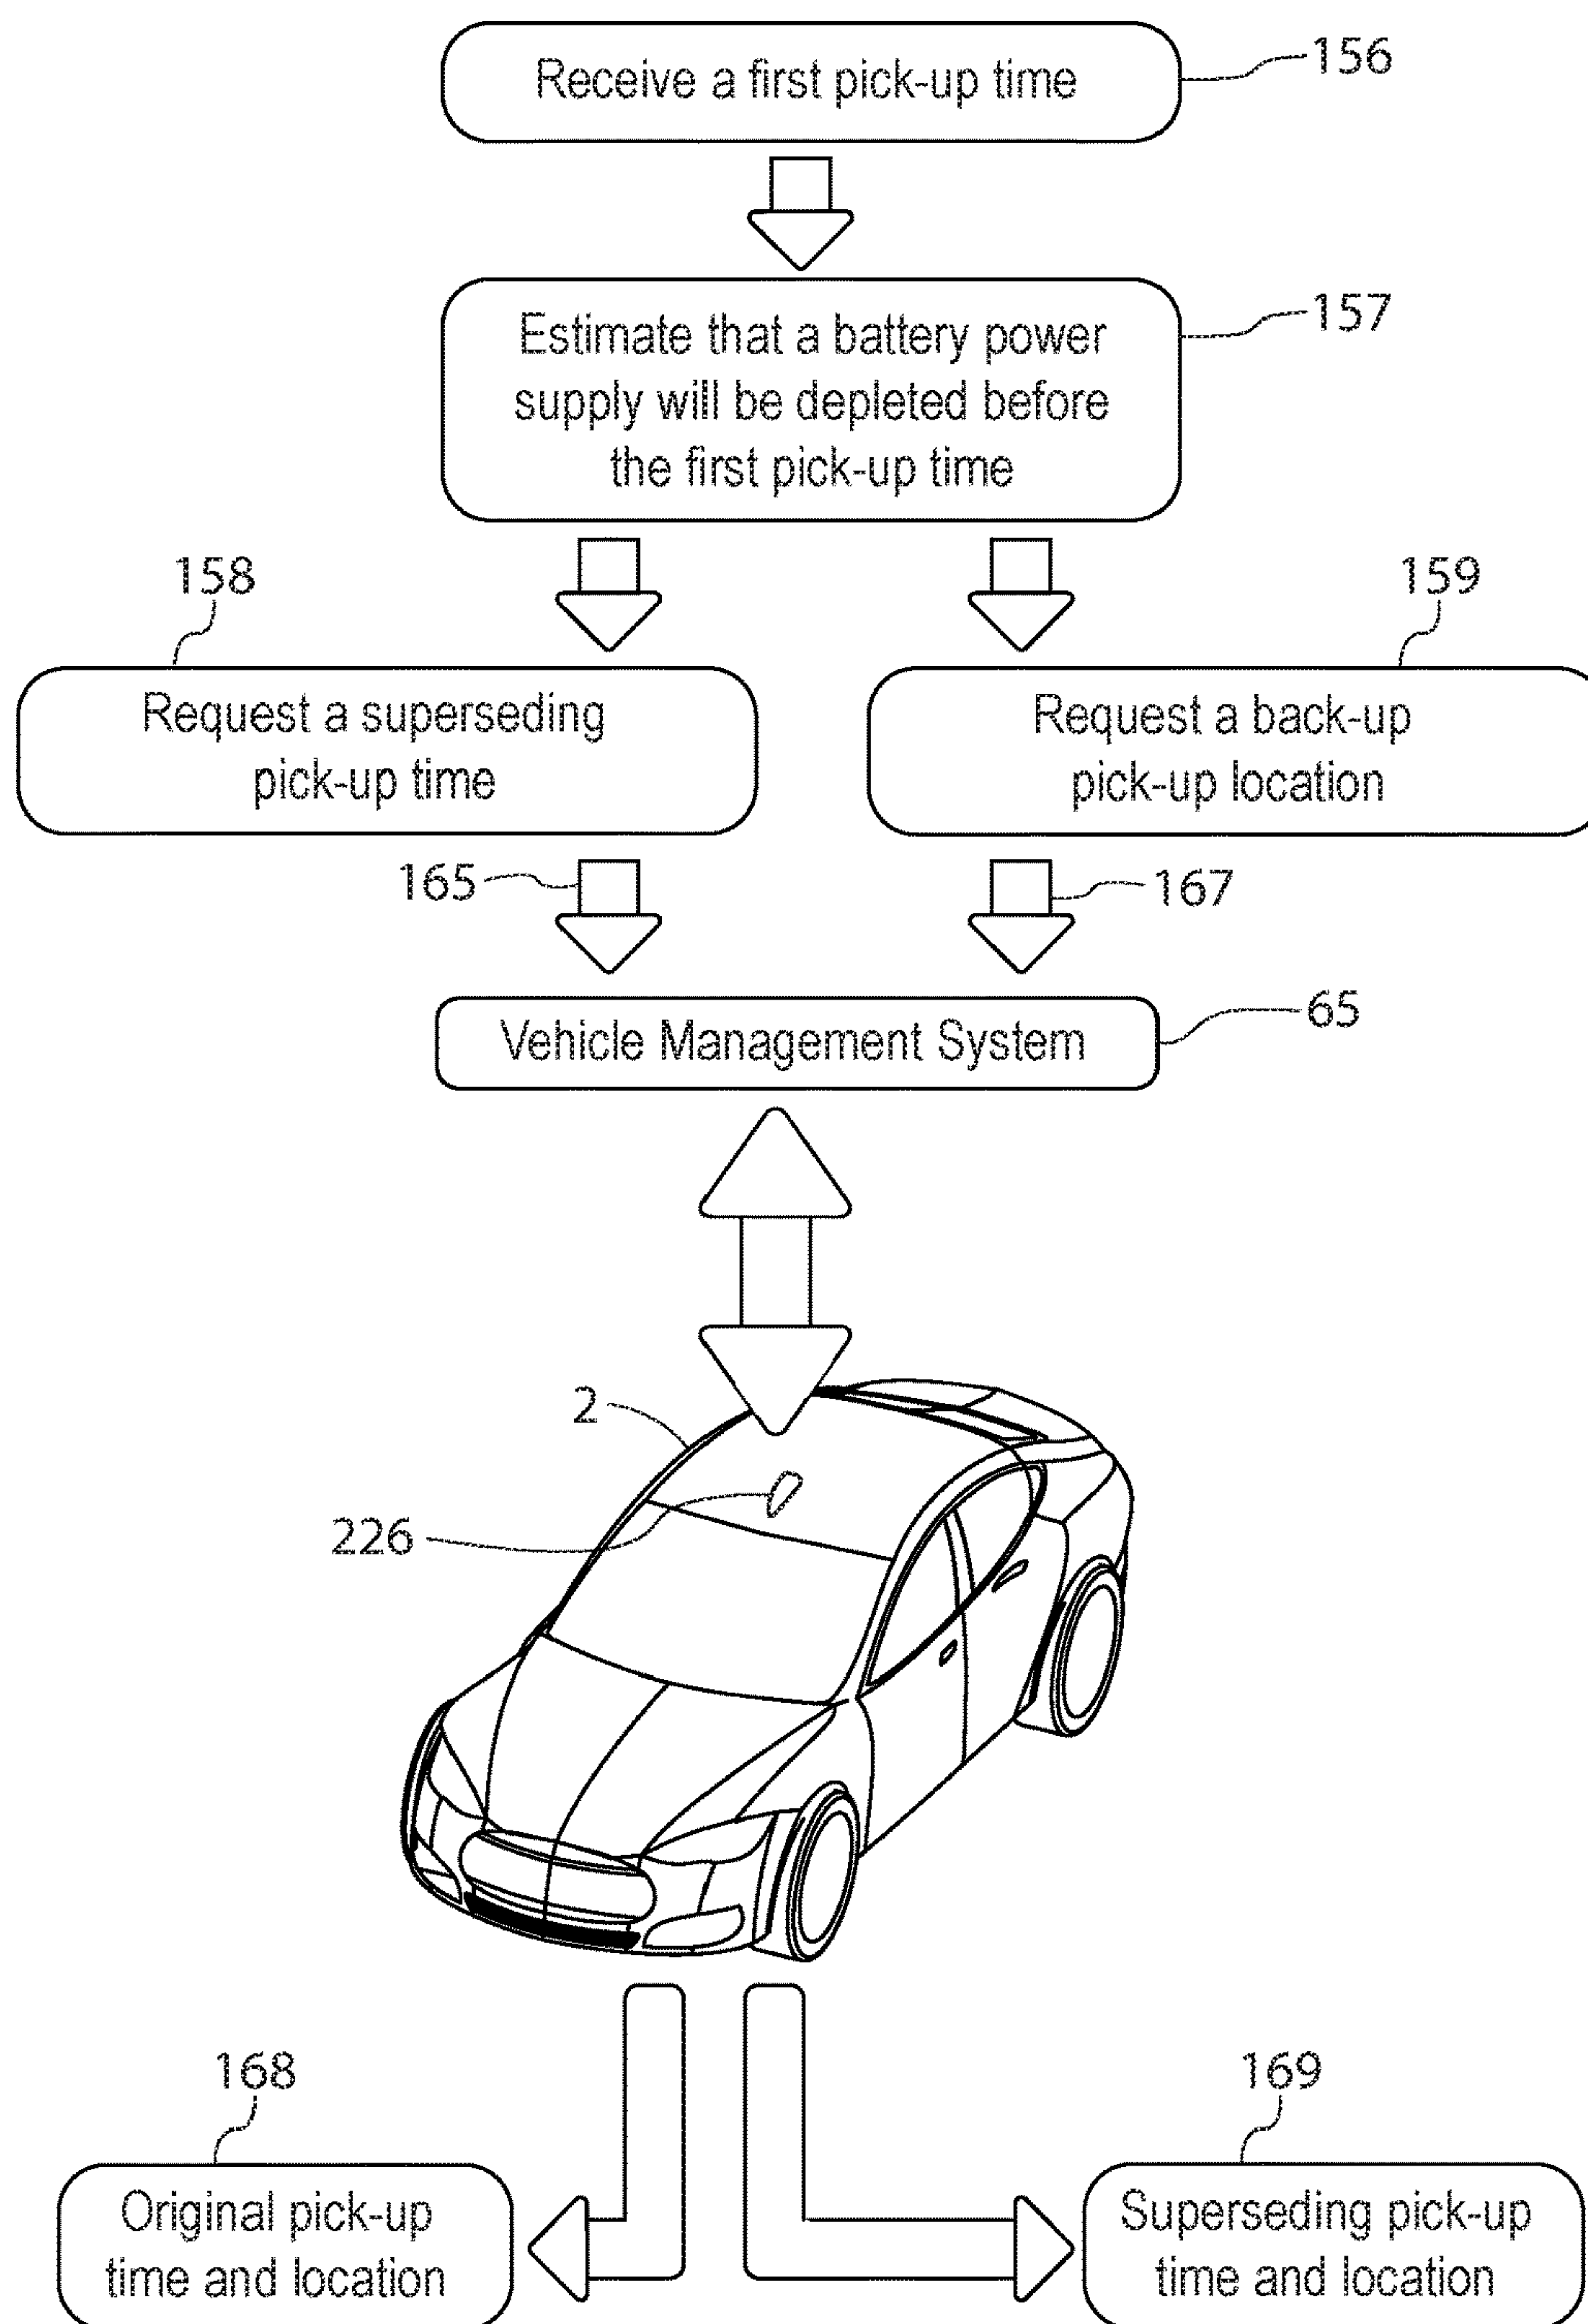 Receive a first pick-up time
156
Estimate that a battery power
supply will be depleted before
the first pick-up time
157
158
159
Request a superseding
pick-up time
Request a back-up
pick-up location
165
167
Vehicle Management System
65
2
226
168
169
Original pick-up
time and location
Superseding pick-up
time and location